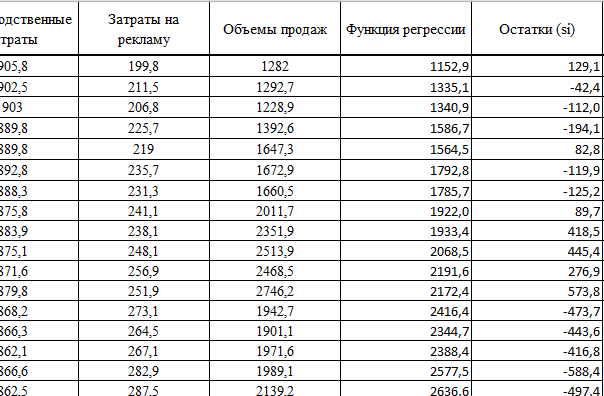 одственные Затраты на Объемы продаж Функция регрессии Остатки (si)
траты рекламу
905,8 199,8 1282 1152,9 129,1
902,5 211,5 1292,7 1335,1 -42,4
903 206,8 1228,9 1340,9 -112,0
889,8 225,7 1392,6 1586,7 -194,1
889,8 219 1647,3 1564,5 82,8
892,8 235,7 1672,9 1792,8 -119,9
888,3 231,3 1660,5 1785,7 -125,2
875,8 241,1 2011,7 1922,0 89,7
883,9 238,1 2351,9 1933,4 418,5
875,1 248,1 2513,9 2068,5 445,4
871,6 256,9 2468,5 2191,6 276,9
879,8 251,9 2746,2 2172,4 573,8
868,2 273,1 1942,7 2416,4 -473,7
866,3 264,5 1901,1 2344,7 -443,6
862,1 267,1 1971,6 2388,4 -416,8
866,6 282,9 1989,1 2577,5 -588,4
862,5 287,5 2139,2 2636,6 -497,4